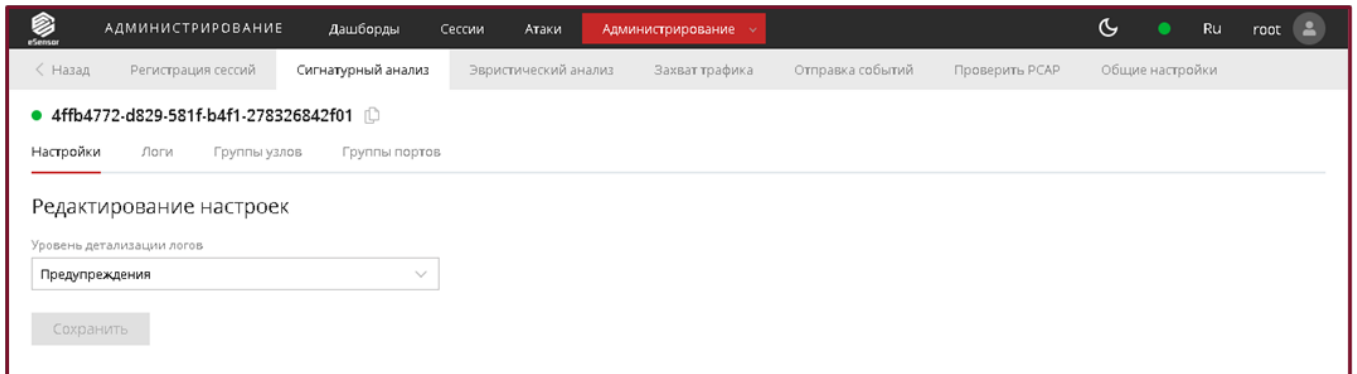 eSensor АДМИНИСТРИРОВАНИЕ Дашборды Сессии Атаки Администрирование Ru root
Назад Регистрация сессий Сигнатурный анализ Эвристический анализ Захват трафика Отправка событий Проверить PCAP Общие настройки
4ffb4772-d829-581f-b4f1-278326842f01
Настройки Логи Группы узлов Группы портов
Редактирование настроек
Уровень детализации логов
Предупреждения
Сохранить